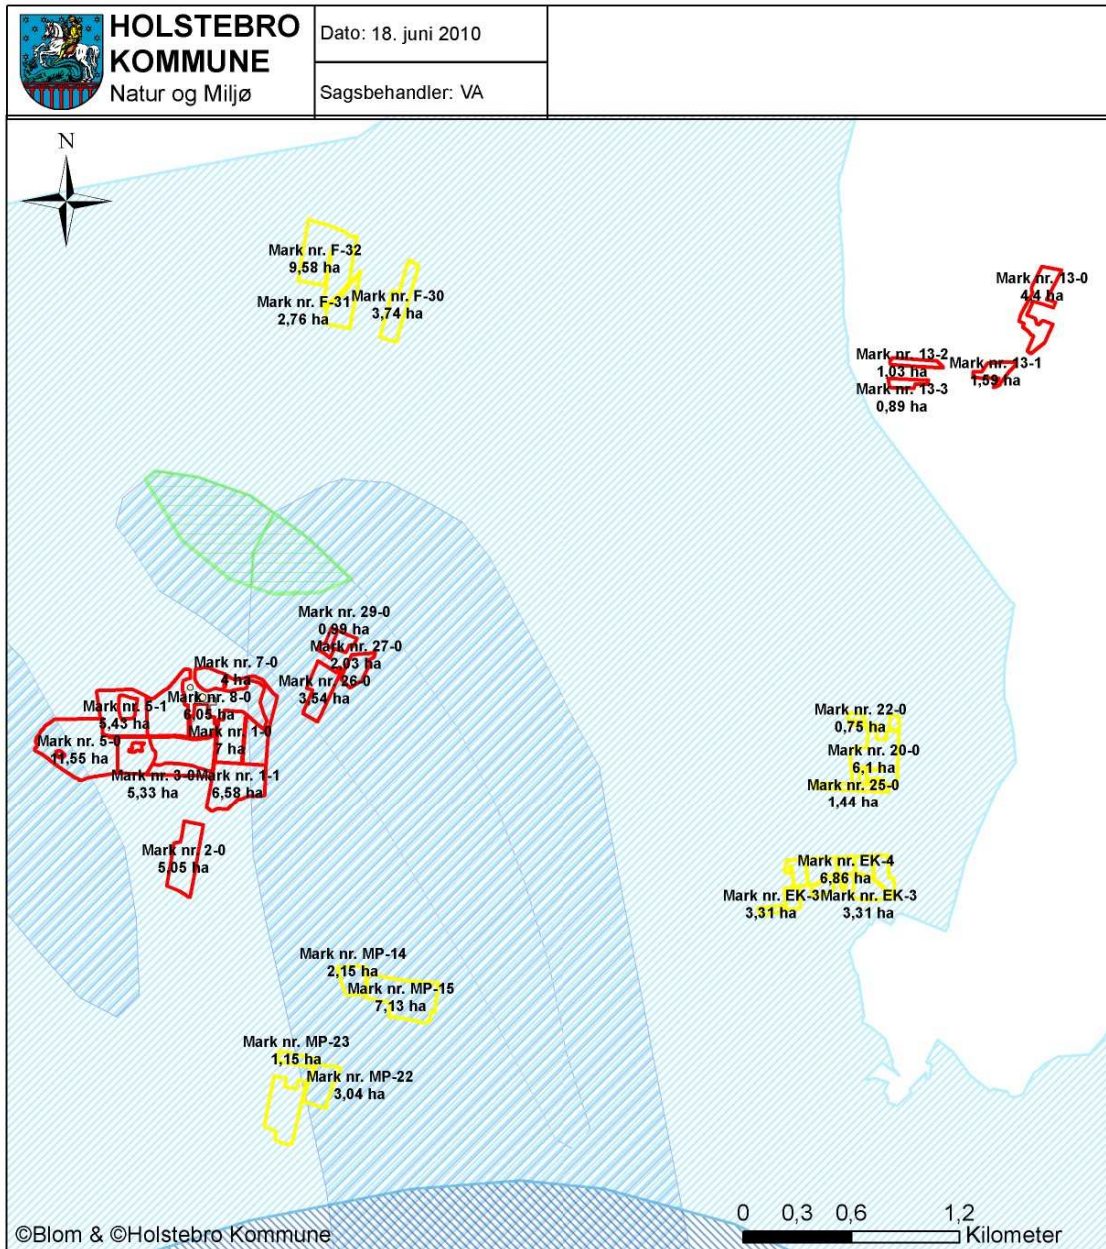 HOLSTEBRO
KOMMUNE
Natur og Miljø
Dato: 18. juni 2010
Sagsbehandler: VA
N
Mark nr. F-32
9,58 ha
Mark nr. F-31
2,76 ha
Mark nr. F-30
3,74 ha
Mark nr. 13-0
4,4 ha
Mark nr. 13-2
1,03 ha
Mark nr. 13-1
1,59 ha
Mark nr. 13-3
0,89 ha
Mark nr. 29-0
0,99 ha
Mark nr. 27-0
2,03 ha
Mark nr. 26-0
3,54 ha
Mark nr. 7-0
4 ha
Mark nr. 8-0
6,05 ha
Mark nr. 5-1
5,43 ha
Mark nr. 1-0
7 ha
Mark nr. 5-0
11,55 ha
Mark nr. 3-0
5,33 ha
Mark nr. 1-1
6,58 ha
Mark nr. 2-0
5,05 ha
Mark nr. 22-0
0,75 ha
Mark nr. 20-0
6,1 ha
Mark nr. 25-0
1,44 ha
Mark nr. EK-4
6,86 ha
Mark nr. EK-3
3,31 ha
Mark nr. EK-3
3,31 ha
Mark nr. MP-14
2,15 ha
Mark nr. MP-15
7,13 ha
Mark nr. MP-23
1,15 ha
Mark nr. MP-22
3,04 ha
0 0,3 0,6 1,2
Kilometer
©Blom & ©Holstebro Kommune